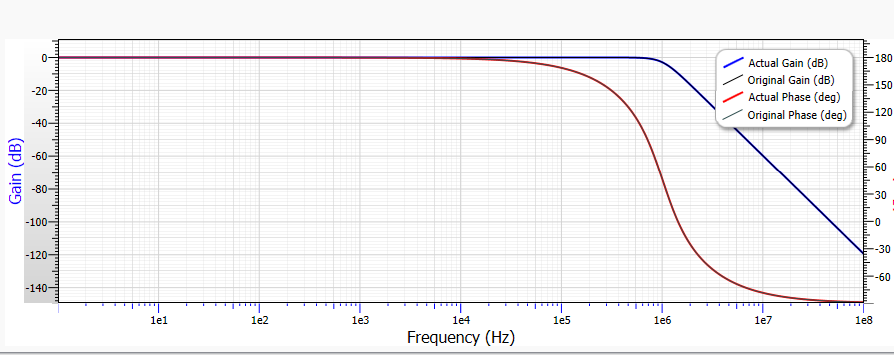 Actual Gain (dB)
Original Gain (dB)
Actual Phase (deg)
Original Phase (deg)
Gain (dB)
0
-20
-40
-60
-80
-100
-120
-140
180
150
120
90
60
30
0
-30
-60
1e1
1e2
1e3
1e4
1e5
1e6
1e7
1e8
Frequency (Hz)